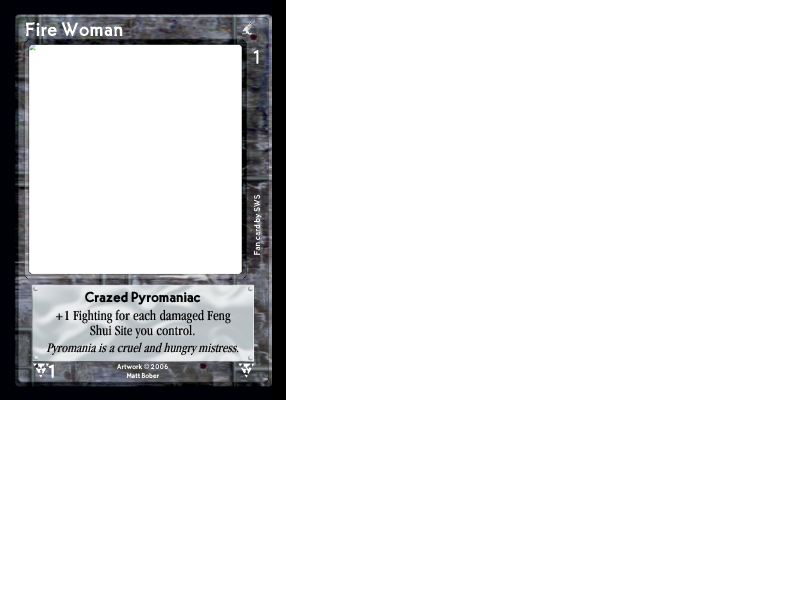 Fire Woman
1
Fan card by SWS
Crazed Pyromaniac
+1 Fighting for each damaged Feng
Shui Site you control.
Pyromania is a cruel and hungry mistress.
1
Artwork © 2006
Matt Bober